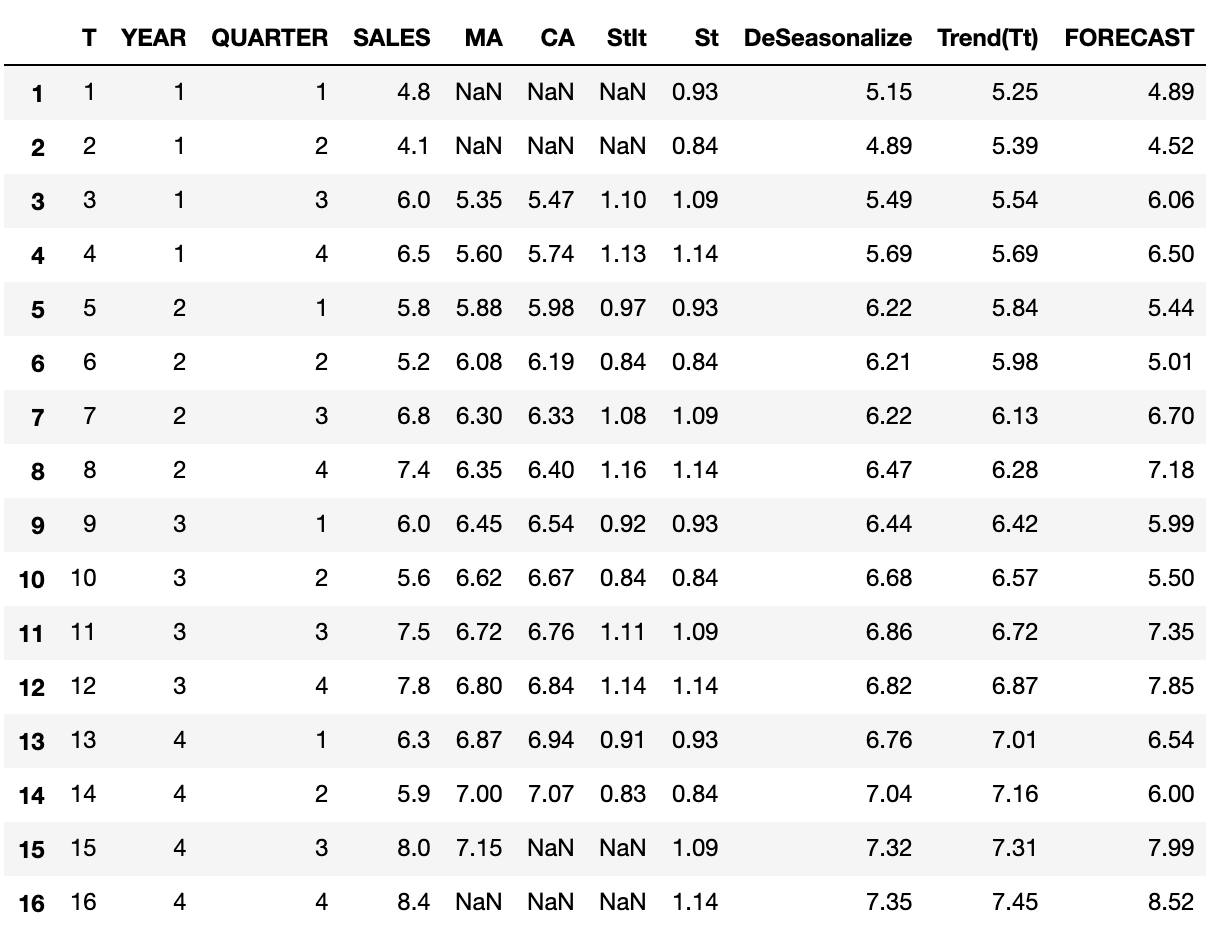 T YEAR QUARTER SALES MA CA StIt St DeSeasonalize Trend(Tt) FORECAST
1 1 1 1 4.8 NaN NaN NaN 0.93 5.15 5.25 4.89
2 2 1 2 4.1 NaN NaN NaN 0.84 4.89 5.39 4.52
3 3 1 3 6.0 5.35 5.47 1.10 1.09 5.49 5.54 6.06
4 4 1 4 6.5 5.60 5.74 1.13 1.14 5.69 5.69 6.50
5 5 2 1 5.8 5.88 5.98 0.97 0.93 6.22 5.84 5.44
6 6 2 2 5.2 6.08 6.19 0.84 0.84 6.21 5.98 5.01
7 7 2 3 6.8 6.30 6.33 1.08 1.09 6.22 6.13 6.70
8 8 2 4 7.4 6.35 6.40 1.16 1.14 6.47 6.28 7.18
9 9 3 1 6.0 6.45 6.54 0.92 0.93 6.44 6.42 5.99
10 10 3 2 5.6 6.62 6.67 0.84 0.84 6.68 6.57 5.50
11 11 3 3 7.5 6.72 6.76 1.11 1.09 6.86 6.72 7.35
12 12 3 4 7.8 6.80 6.84 1.14 1.14 6.82 6.87 7.85
13 13 4 1 6.3 6.87 6.94 0.91 0.93 6.76 7.01 6.54
14 14 4 2 5.9 7.00 7.07 0.83 0.84 7.04 7.16 6.00
15 15 4 3 8.0 7.15 NaN NaN 1.09 7.32 7.31 7.99
16 16 4 4 8.4 NaN NaN NaN 1.14 7.35 7.45 8.52